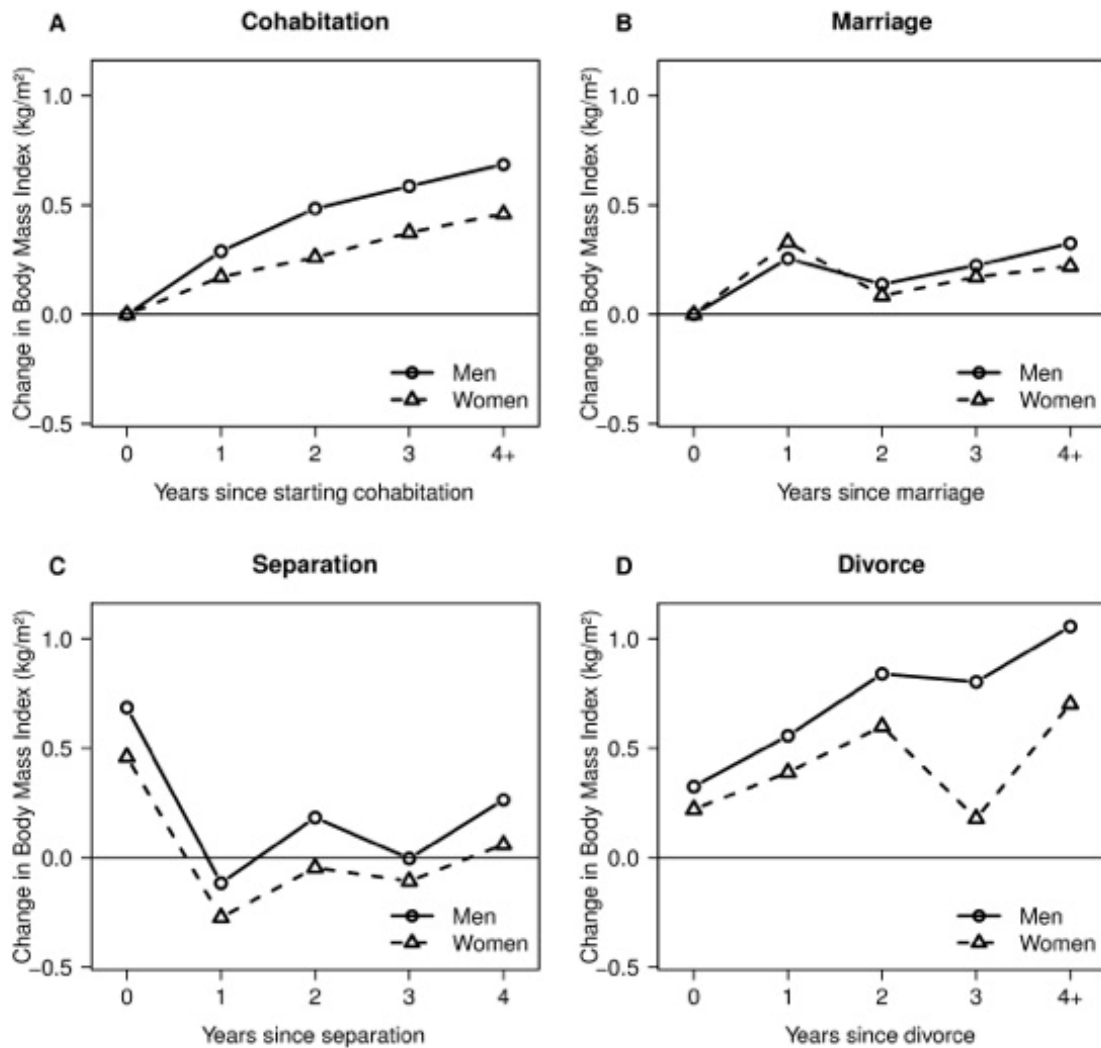 A Cohabitation
Change in Body Mass Index (kg/m²)
1.0
0.5
0.0
−0.5
Men
Women
0 1 2 3 4+
Years since starting cohabitation
B Marriage
Change in Body Mass Index (kg/m²)
1.0
0.5
0.0
−0.5
Men
Women
0 1 2 3 4+
Years since marriage
C Separation
Change in Body Mass Index (kg/m²)
1.0
0.5
0.0
−0.5
Men
Women
0 1 2 3 4
Years since separation
D Divorce
Change in Body Mass Index (kg/m²)
1.0
0.5
0.0
−0.5
Men
Women
0 1 2 3 4+
Years since divorce